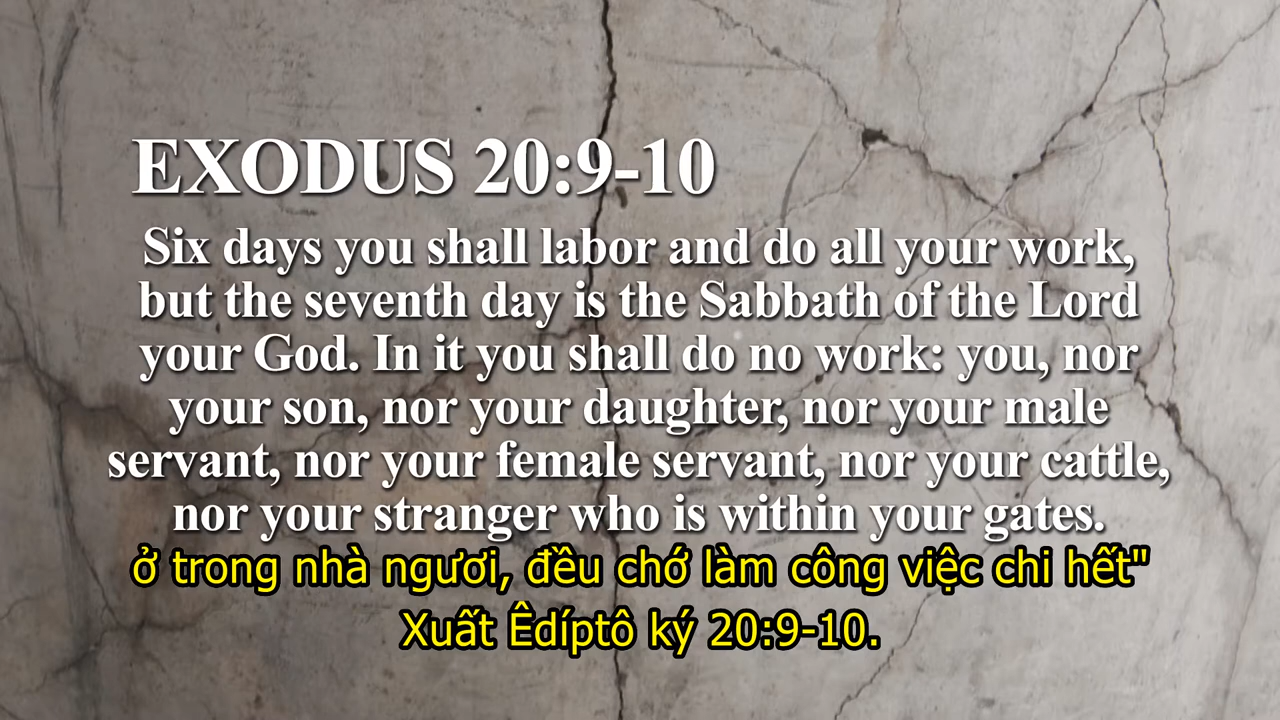 EXODUS 20:9-10
Six days you shall labor and do all your work,
but the seventh day is the Sabbath of the Lord
your God. In it you shall do no work: you, nor
your son, nor your daughter, nor your male
servant, nor your female servant, nor your cattle,
nor your stranger who is within your gates.
ở trong nhà ngươi, đều chớ làm công việc chi hết"
Xuất Êdíptô ký 20:9-10.